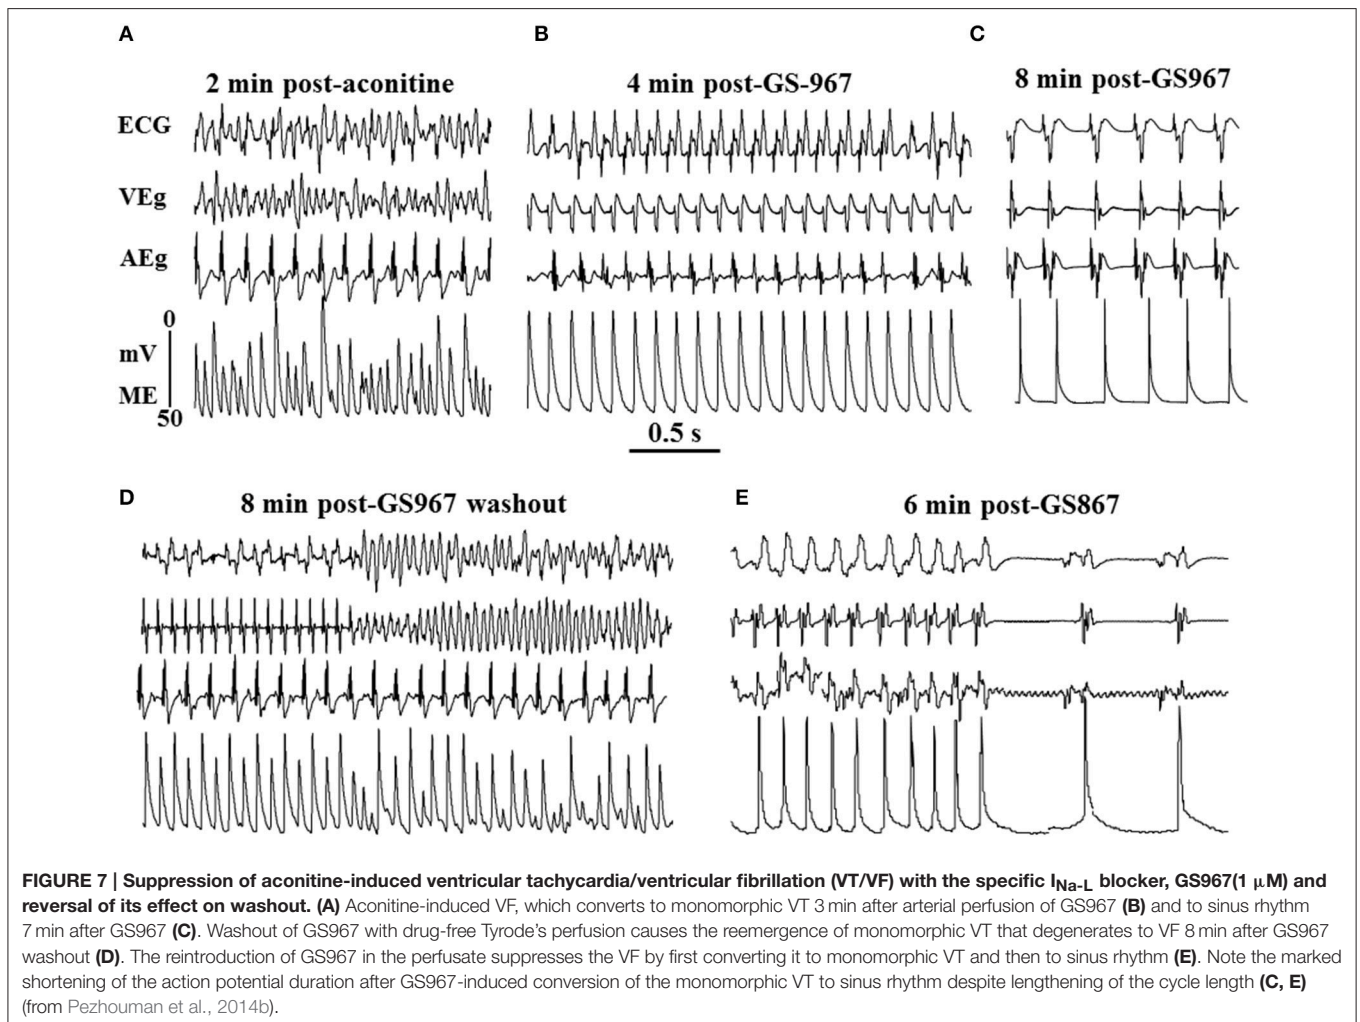 A
B
C
2 min post-aconitine
4 min post-GS-967
8 min post-GS967
ECG
VEg
AEg
0
mV
ME
50
0.5 s
D
8 min post-GS967 washout
E
6 min post-GS867
FIGURE 7 | Suppression of aconitine-induced ventricular tachycardia/ventricular fibrillation (VT/VF) with the specific INa-L blocker, GS967(1 μM) and
reversal of its effect on washout. (A) Aconitine-induced VF, which converts to monomorphic VT 3 min after arterial perfusion of GS967 (B) and to sinus rhythm
7 min after GS967 (C). Washout of GS967 with drug-free Tyrode's perfusion causes the reemergence of monomorphic VT that degenerates to VF 8 min after GS967
washout (D). The reintroduction of GS967 in the perfusate suppresses the VF by first converting it to monomorphic VT and then to sinus rhythm (E). Note the marked
shortening of the action potential duration after GS967-induced conversion of the monomorphic VT to sinus rhythm despite lengthening of the cycle length (C, E)
(from Pezhouman et al., 2014b).